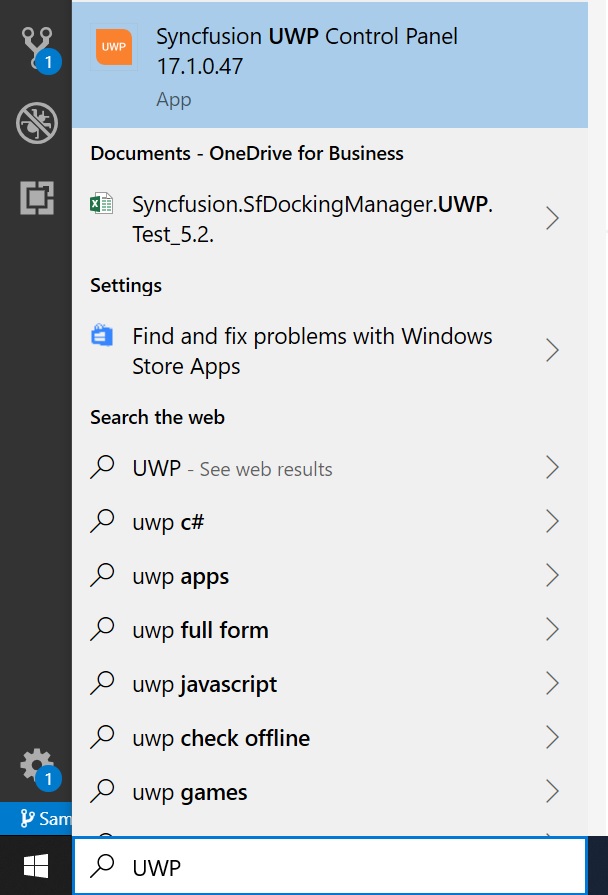 UWP
Syncfusion UWP Control Panel
17.1.0.47
App
1
Documents - OneDrive for Business
Syncfusion.SfDockingManager.UWP.
Test_5.2.
Settings
Find and fix problems with Windows
Store Apps
Search the web
UWP - See web results
uwp c#
uwp apps
uwp full form
uwp javascript
uwp check offline
uwp games
1
Sam
UWP